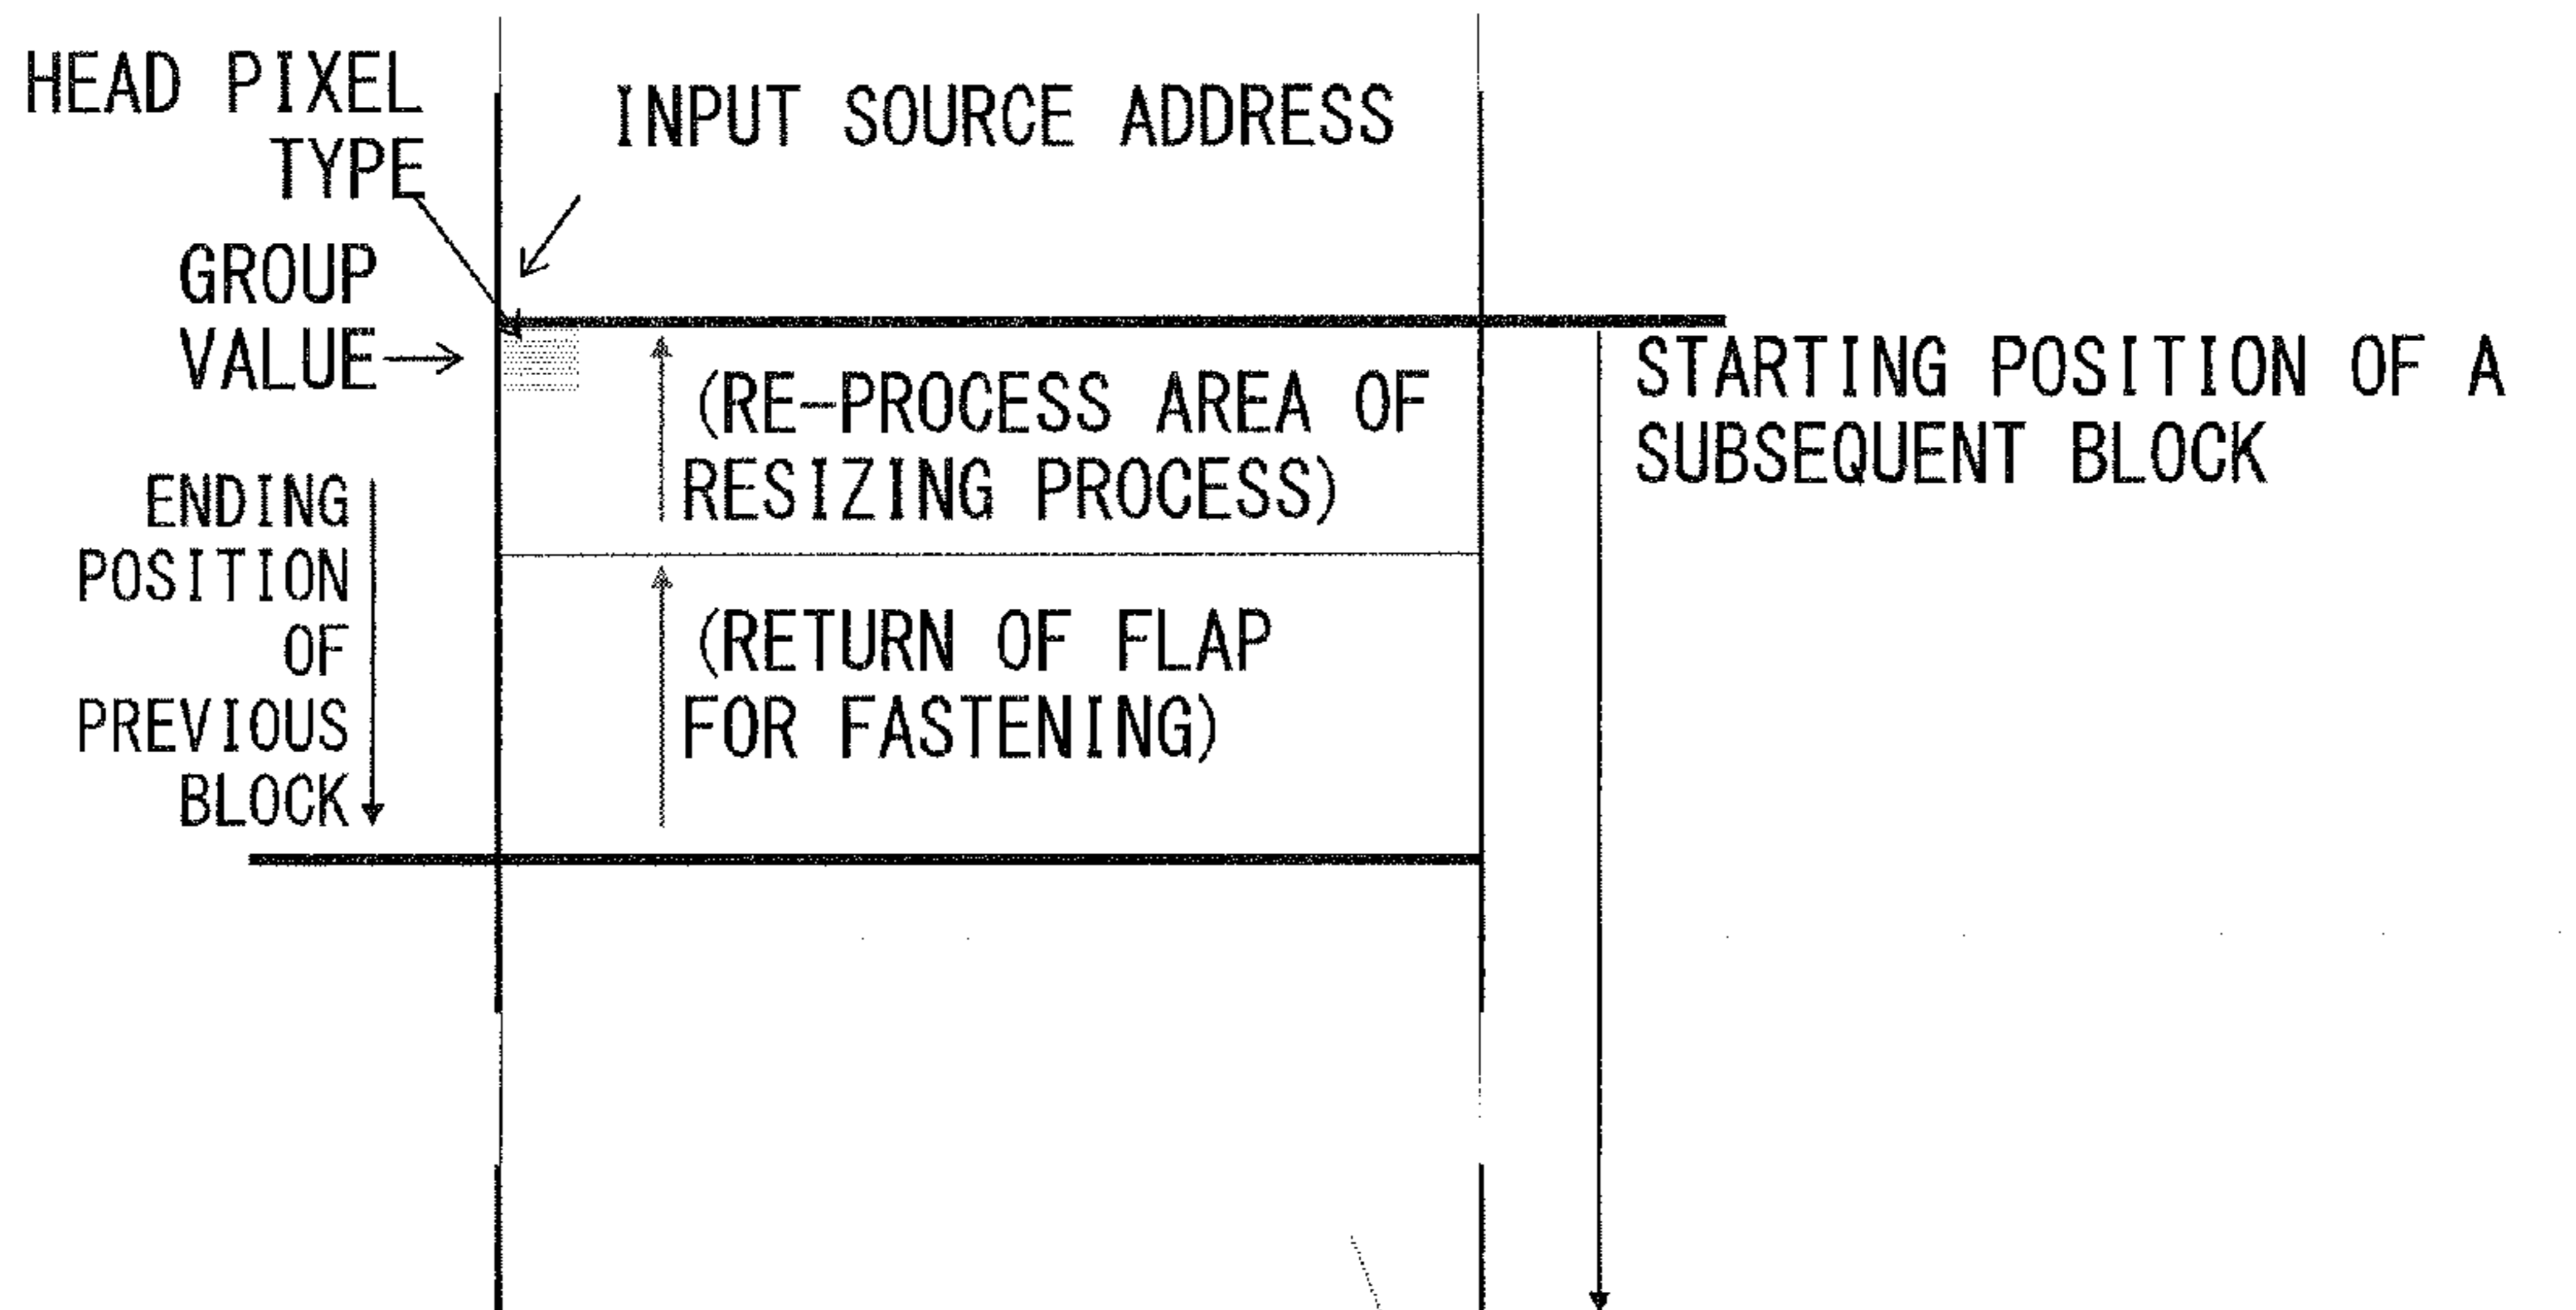 HEAD PIXEL
TYPE
INPUT SOURCE ADDRESS
GROUP
VALUE
(RE-PROCESS AREA OF
RESIZING PROCESS)
STARTING POSITION OF A
SUBSEQUENT BLOCK
ENDING
POSITION
OF
PREVIOUS
BLOCK
(RETURN OF FLAP
FOR FASTENING)